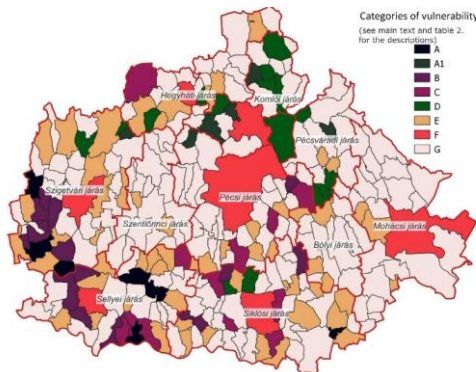 Categories of vulnerability
(see main text and table 2.
for the descriptions)
A
A1
B
C
D
E
F
G
Hegyháti járás
Komlói járás
Pécsváradi járás
Szigetvári járás
Pécsi járás
Szentlőrinci járás
Mohácsi járás
Bólyi járás
Sellyei járás
Siklósi járás